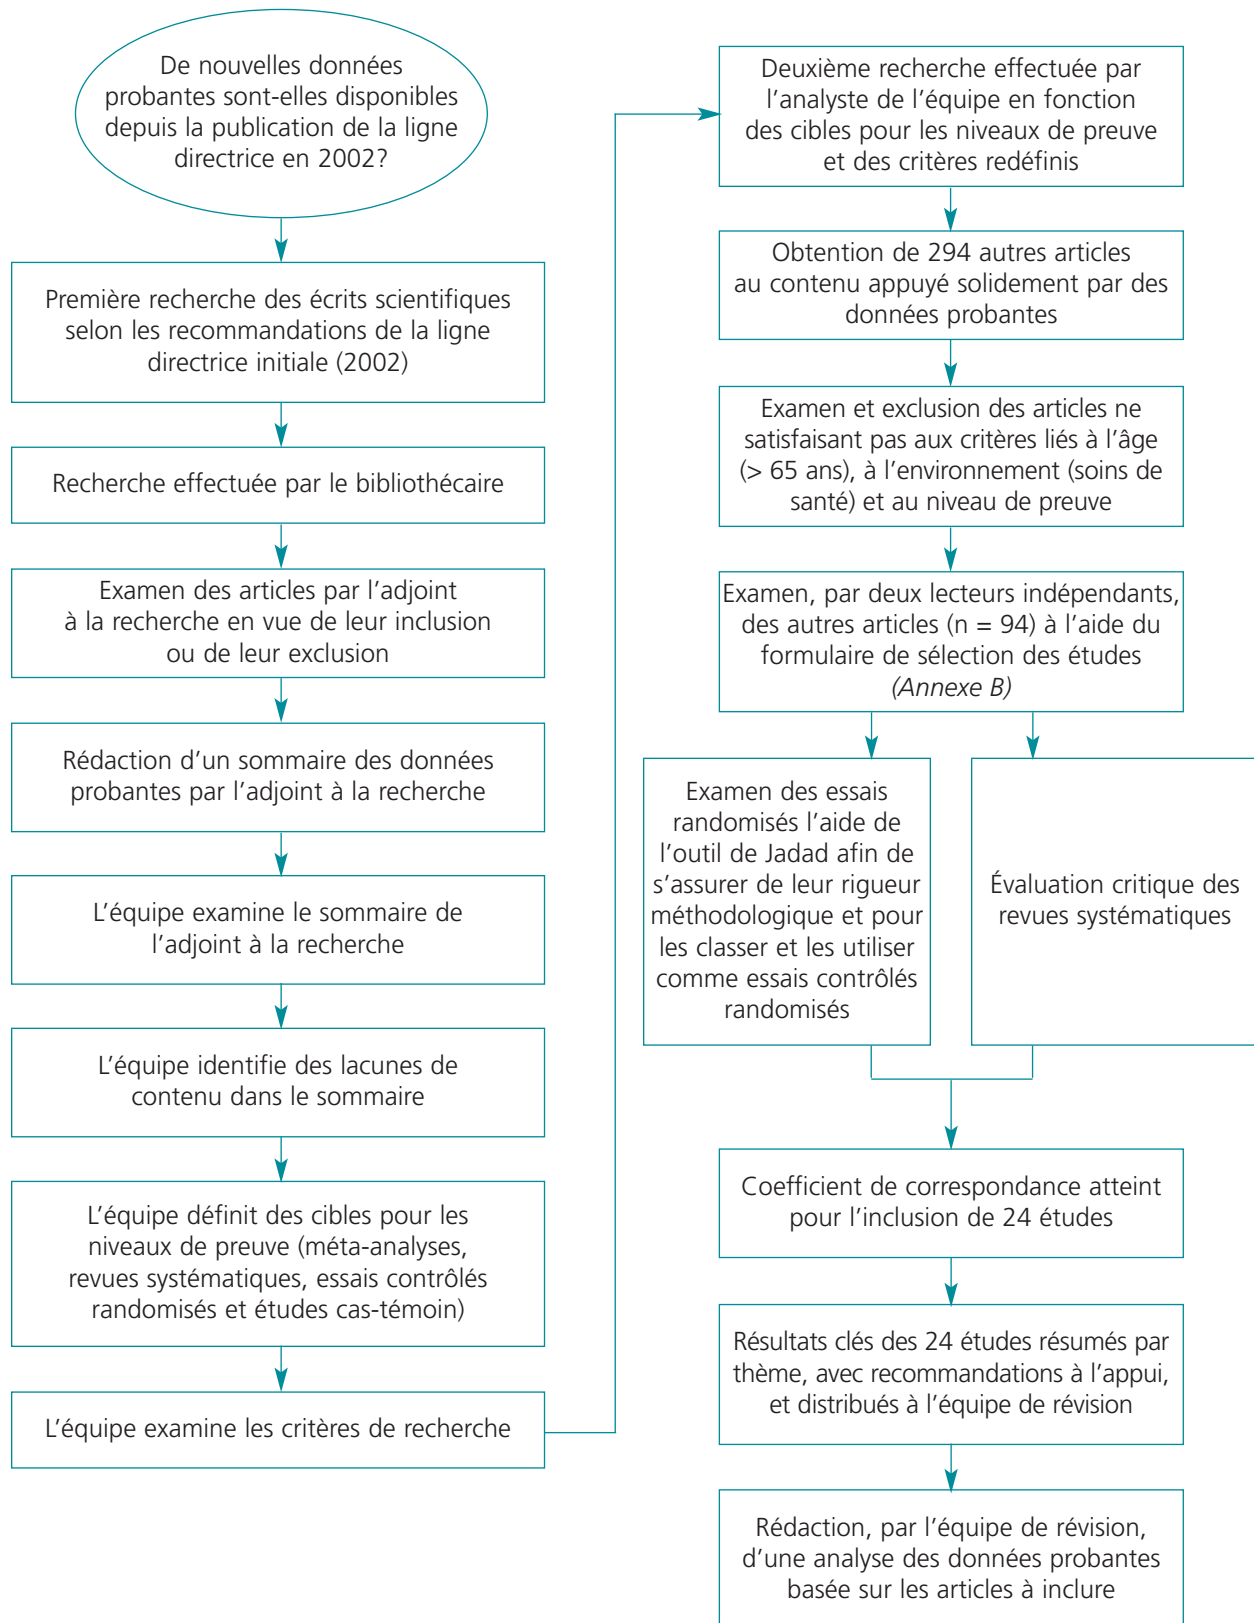 De nouvelles données
probantes sont-elles disponibles
depuis la publication de la ligne
directrice en 2002?
Première recherche des écrits scientifiques
selon les recommandations de la ligne
directrice initiale (2002)
Recherche effectuée par le bibliothécaire
Examen des articles par l'adjoint
à la recherche en vue de leur inclusion
ou de leur exclusion
Rédaction d'un sommaire des données
probantes par l'adjoint à la recherche
L'équipe examine le sommaire de
l'adjoint à la recherche
L'équipe identifie des lacunes de
contenu dans le sommaire
L'équipe définit des cibles pour les
niveaux de preuve (méta-analyses,
revues systématiques, essais contrôlés
randomisés et études cas-témoin)
L'équipe examine les critères de recherche
Deuxième recherche effectuée par
l'analyste de l'équipe en fonction
des cibles pour les niveaux de preuve
et des critères redéfinis
Obtention de 294 autres articles
au contenu appuyé solidement par des
données probantes
Examen et exclusion des articles ne
satisfaisant pas aux critères liés à l'âge
(> 65 ans), à l'environnement (soins de
santé) et au niveau de preuve
Examen, par deux lecteurs indépendants,
des autres articles (n = 94) à l'aide du
formulaire de sélection des études
(Annexe B)
Examen des essais
randomisés l'aide de
l'outil de Jadad afin de
s'assurer de leur rigueur
méthodologique et pour
les classer et les utiliser
comme essais contrôlés
randomisés
Évaluation critique des
revues systématiques
Coefficient de correspondance atteint
pour l'inclusion de 24 études
Résultats clés des 24 études résumés par
thème, avec recommandations à l'appui,
et distribués à l'équipe de révision
Rédaction, par l'équipe de révision,
d'une analyse des données probantes
basée sur les articles à inclure